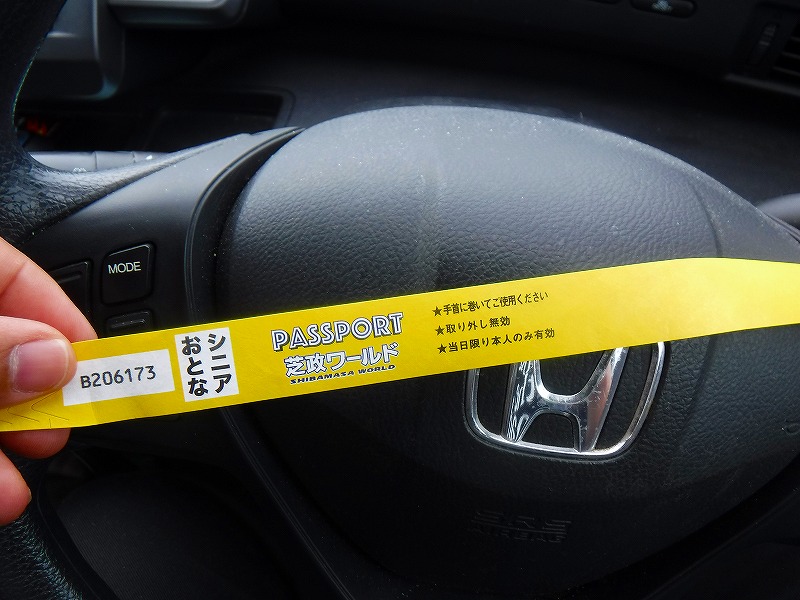 MODE
B206173
シニア
おとな
PASSPORT
芝政ワールド
SHIBAMASA WORLD
★手首に巻いてご使用ください
★取り外し無効
★当日限り本人のみ有効
SRS
AIRBAG